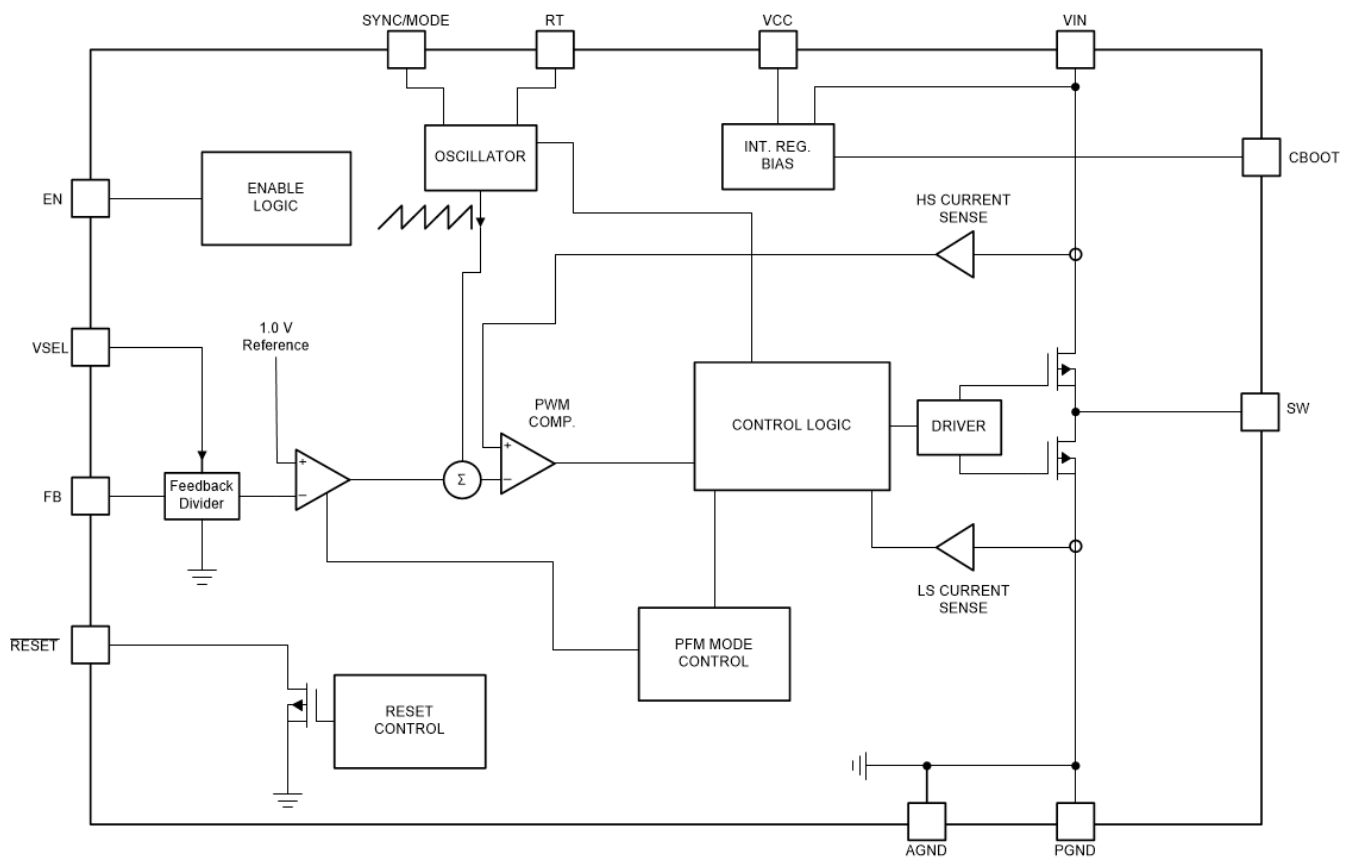 SYNC/MODE
RT
VCC
VIN
OSCILLATOR
INT. REG.
BIAS
CBOOT
EN
ENABLE
LOGIC
HS CURRENT
SENSE
VSEL
1.0 V
Reference
PWM
COMP.
+
CONTROL LOGIC
DRIVER
SW
+
FB
Feedback
Divider
−
Σ
−
LS CURRENT
SENSE
RESET
PFM MODE
CONTROL
RESET
CONTROL
AGND
PGND